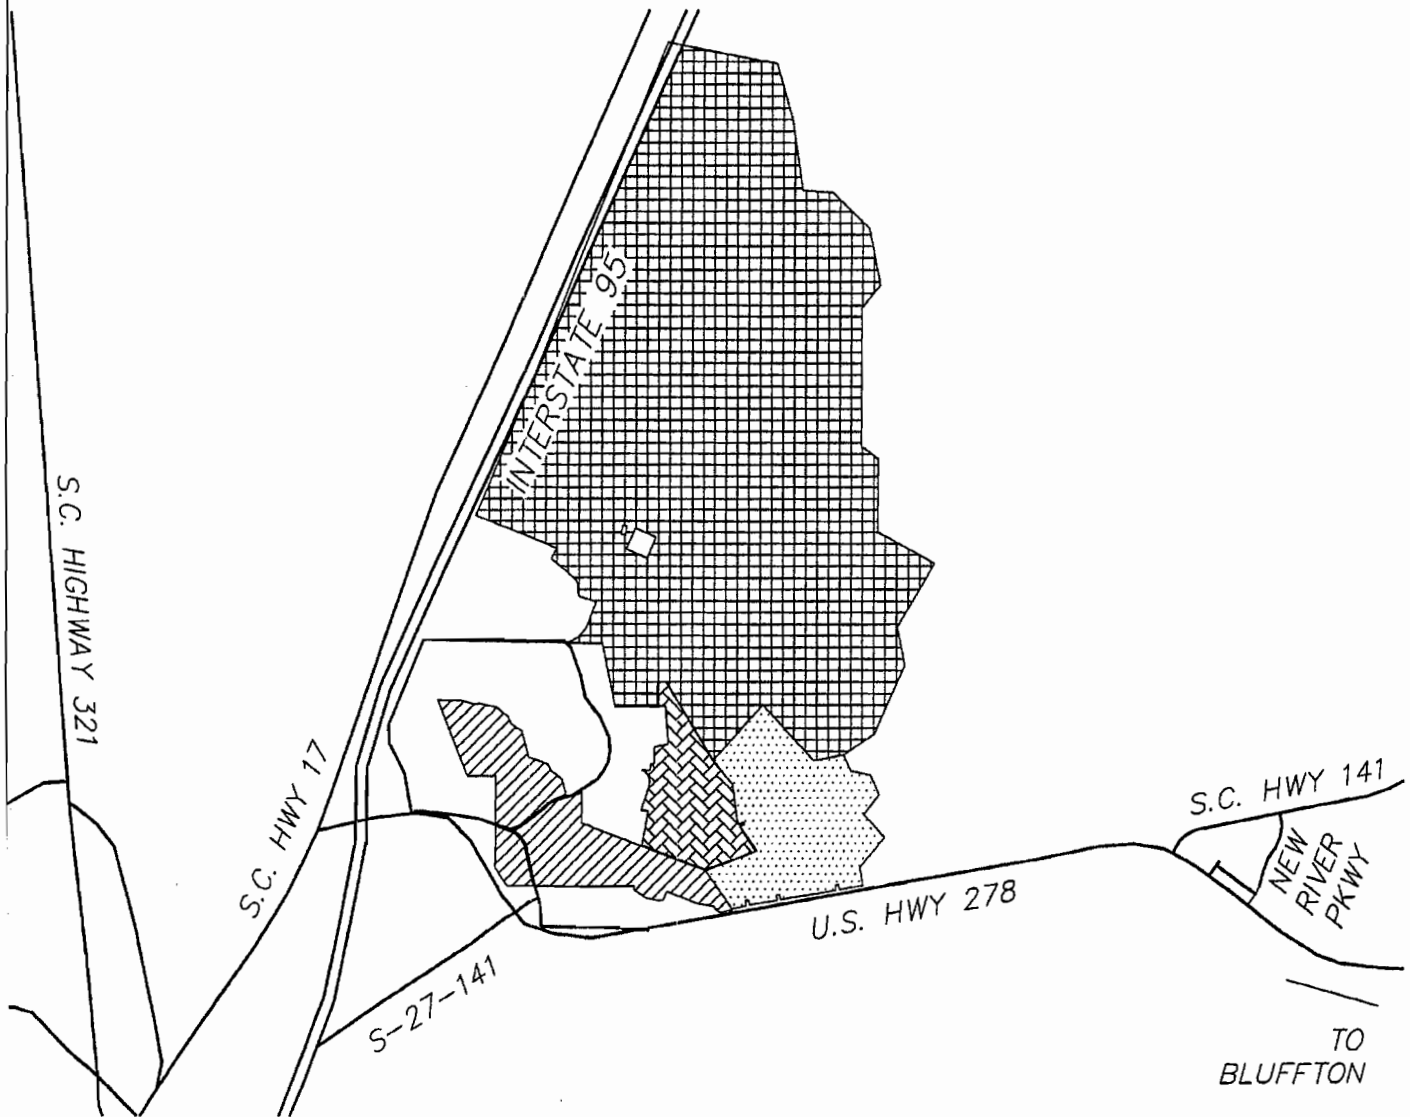 INTERSTATE 95
S.C. HIGHWAY 321
S.C. HWY 17
S.C. HWY 141
NEW
RIVER
PKWY
U.S. HWY 278
S-27-141
TO
BLUFFTON